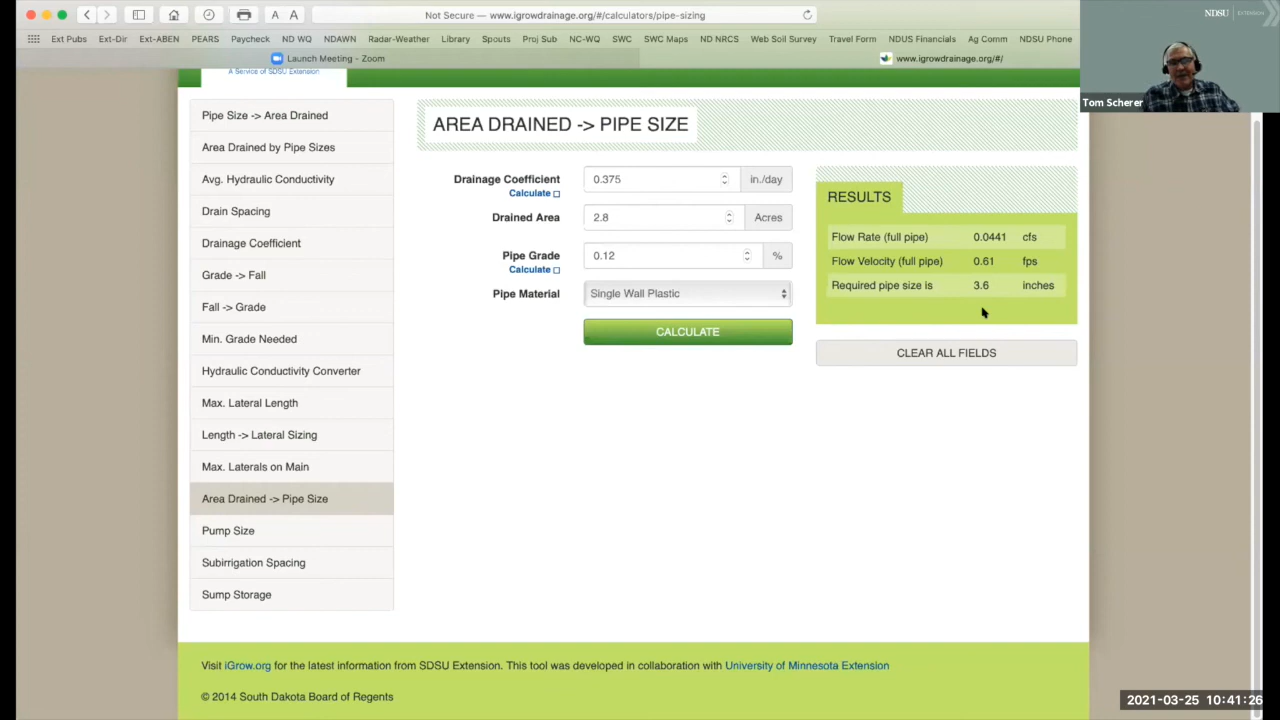 Not Secure — www.igrowdrainage.org/#/calculators/pipe-sizing
A A
NDSU EXTENSION
Ext Pubs Ext-Dir Ext-ABEN PEARS Paycheck ND WQ NDAWN Radar-Weather Library Spouts Proj Sub NC-WQ SWC SWC Maps ND NRCS Web Soil Survey Travel Form NDUS Financials Ag Comm NDSU Phone
Launch Meeting - Zoom
www.igrowdrainage.org/#/
Tom Scherer
A Service of SDSU Extension
Pipe Size -> Area Drained
Area Drained by Pipe Sizes
Avg. Hydraulic Conductivity
Drain Spacing
Drainage Coefficient
Grade -> Fall
Fall -> Grade
Min. Grade Needed
Hydraulic Conductivity Converter
Max. Lateral Length
Length -> Lateral Sizing
Max. Laterals on Main
Area Drained -> Pipe Size
Pump Size
Subirrigation Spacing
Sump Storage
AREA DRAINED -> PIPE SIZE
Drainage Coefficient 0.375 in./day
Calculate
Drained Area 2.8 Acres
Pipe Grade 0.12 %
Calculate
Pipe Material Single Wall Plastic
CALCULATE
RESULTS
Flow Rate (full pipe) 0.0441 cfs
Flow Velocity (full pipe) 0.61 fps
Required pipe size is 3.6 inches
CLEAR ALL FIELDS
Visit iGrow.org for the latest information from SDSU Extension. This tool was developed in collaboration with University of Minnesota Extension
© 2014 South Dakota Board of Regents
2021-03-25 10:41:26